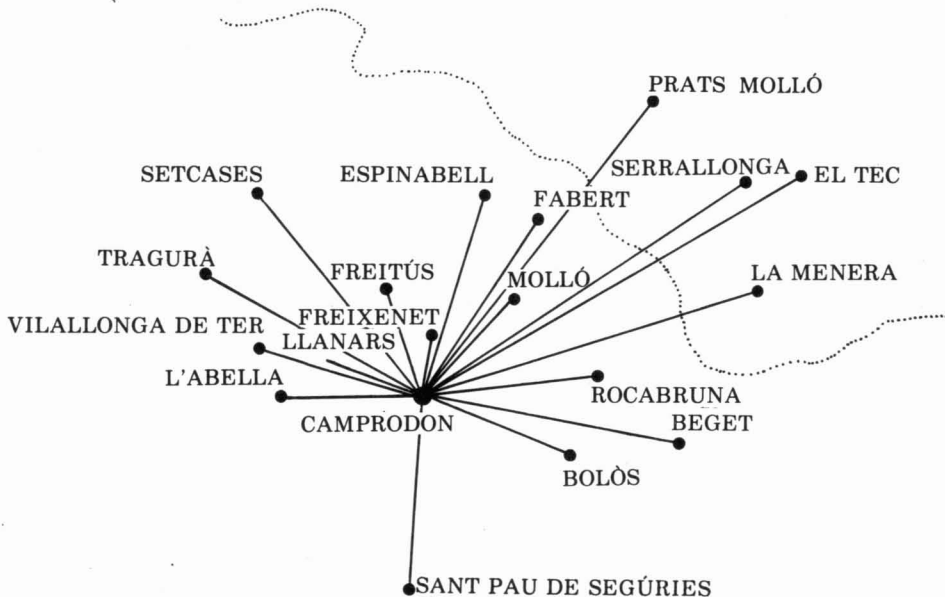 PRATS MOLLÓ
SETCASES
ESPINABELL
SERRALLONGA
EL TEC
FABERT
TRAGURÀ
FREITÚS
MOLLÓ
LA MENERA
VILALLONGA DE TER
FREIXENET
LLANARS
L'ABELLA
ROCABRUNA
CAMPRODON
BEGET
BOLÒS
SANT PAU DE SEGÚRIES